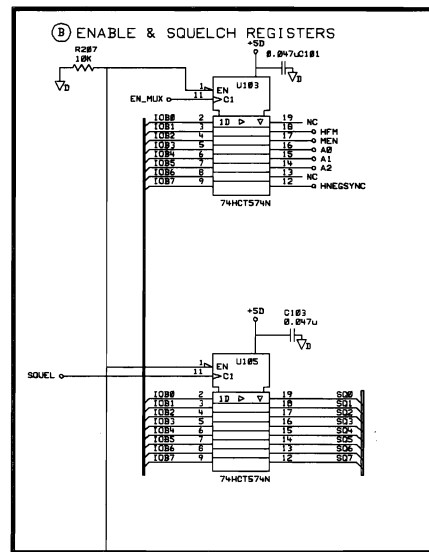 B ENABLE & SQUELCH REGISTERS
R207
10K
D
+5D
0.047uC101
D
EN_MUX
1 EN U103
11 C1
IOB0 2 1D 19 NC
IOB1 3 18 HFM
IOB2 4 17 MEN
IOB3 5 16 A0
IOB4 6 15 A1
IOB5 7 14 A2
IOB6 8 13 NC
IOB7 9 12 HNEGSYNC
74HCT574N
+5D
C103
0.047u
D
SQUEL
1 EN U105
11 C1
IOB0 2 1D 19 SQ0
IOB1 3 18 SQ1
IOB2 4 17 SQ2
IOB3 5 16 SQ3
IOB4 6 15 SQ4
IOB5 7 14 SQ5
IOB6 8 13 SQ6
IOB7 9 12 SQ7
74HCT574N